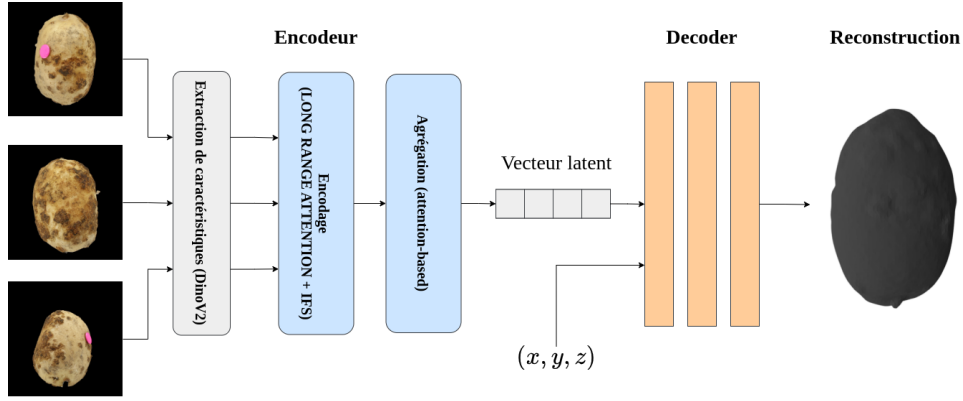 Encodeur
Decoder
Reconstruction
Extraction de caractéristiques (DinoV2)
Encodage
(LONG RANGE ATTENTION + IFS)
Agrégation (attention-based)
Vecteur latent
(x, y, z)